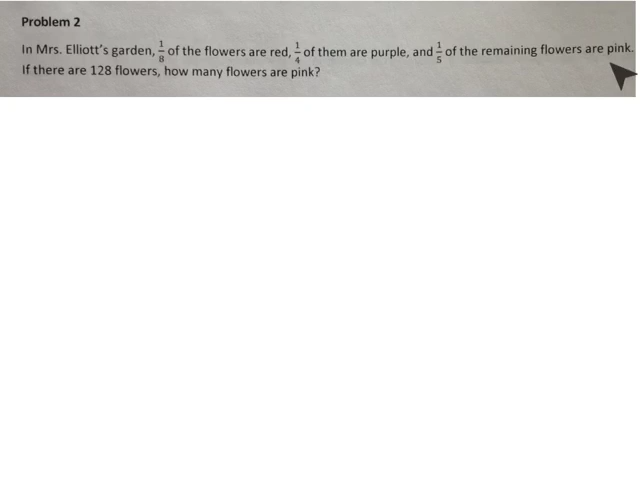 Problem 2
In Mrs. Elliott's garden, 1/8 of the flowers are red, 1/4 of them are purple, and 1/5 of the remaining flowers are pink.
If there are 128 flowers, how many flowers are pink?